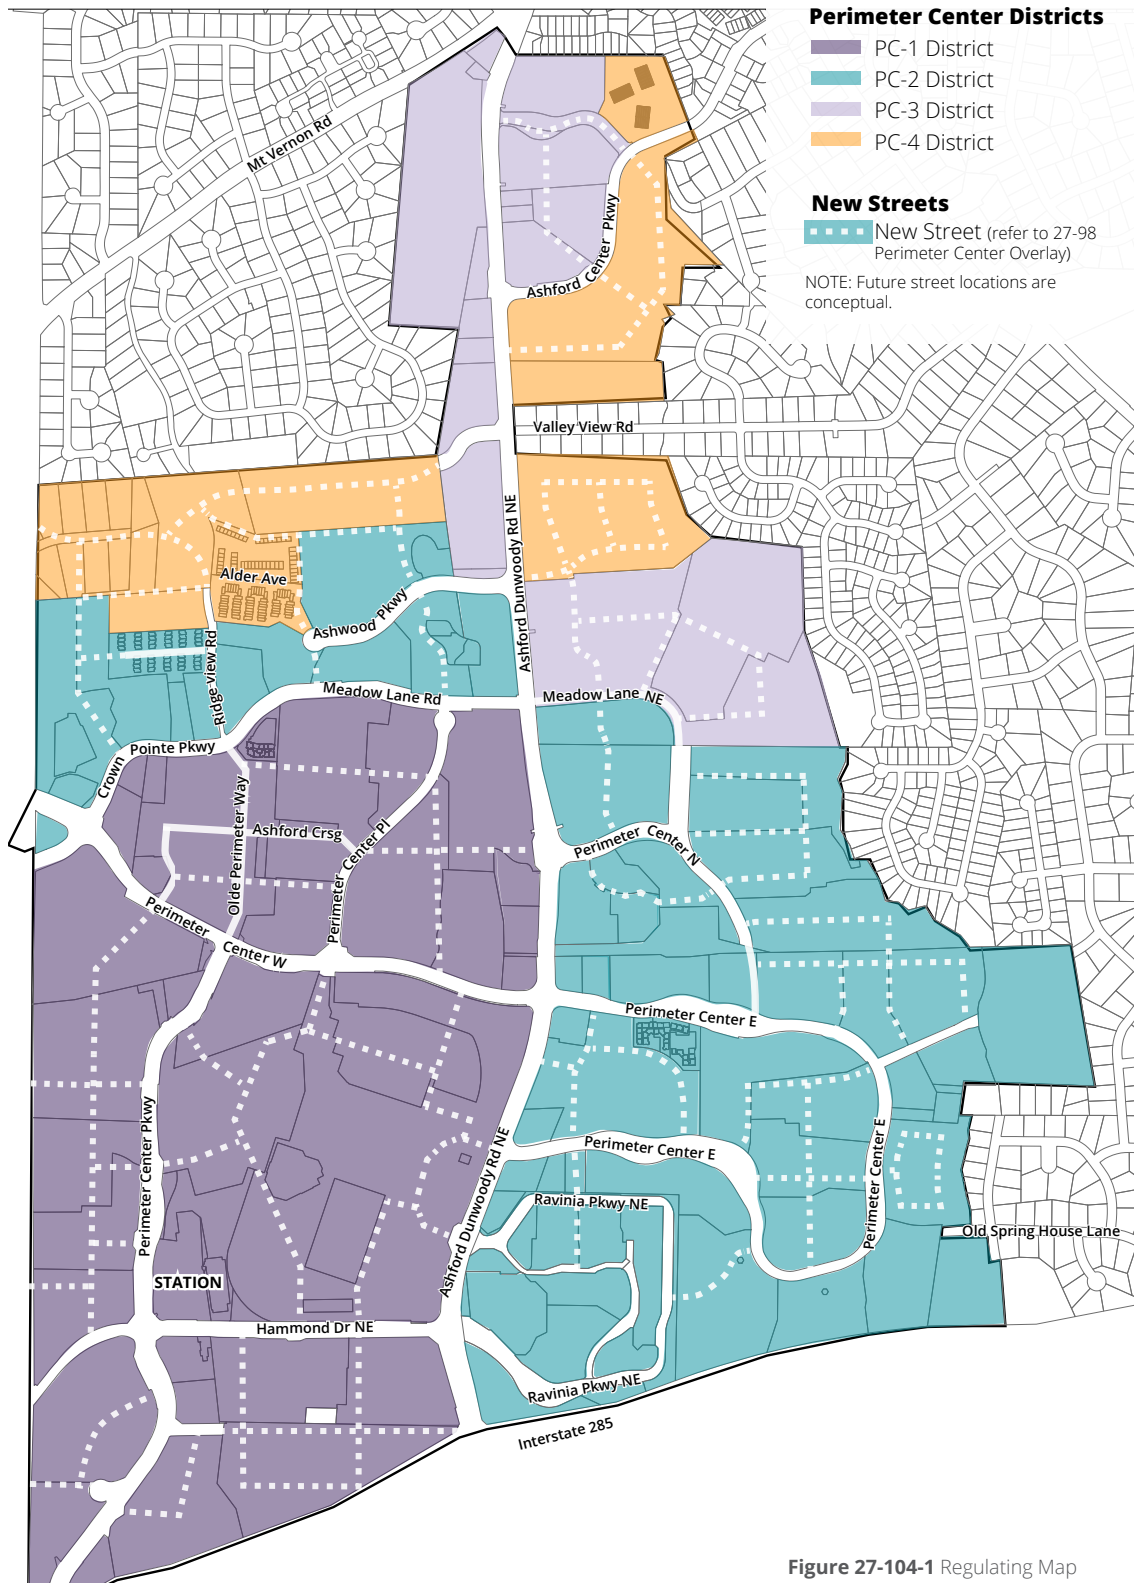 Perimeter Center Districts
PC-1 District
PC-2 District
PC-3 District
PC-4 District
New Streets
New Street (refer to 27-98
Perimeter Center Overlay)
NOTE: Future street locations are
conceptual.
Mt Vernon Rd
Ashford Center Pkwy
Valley View Rd
Ashford Dunwoody Rd NE
Alder Ave
Ashwood Pkwy
Ridge view Rd
Meadow Lane Rd
Meadow Lane NE
Crown Pointe Pkwy
Olde Perimeter Way
Ashford Crsg
Perimeter Center Pl
Perimeter Center N
Perimeter Center W
Perimeter Center E
Perimeter Center Pkwy
Perimeter Center E
Perimeter Center E
Ashford Dunwoody Rd NE
Ravinia Pkwy NE
Old Spring House Lane
STATION
Hammond Dr NE
Ravinia Pkwy NE
Interstate 285
Figure 27-104-1 Regulating Map